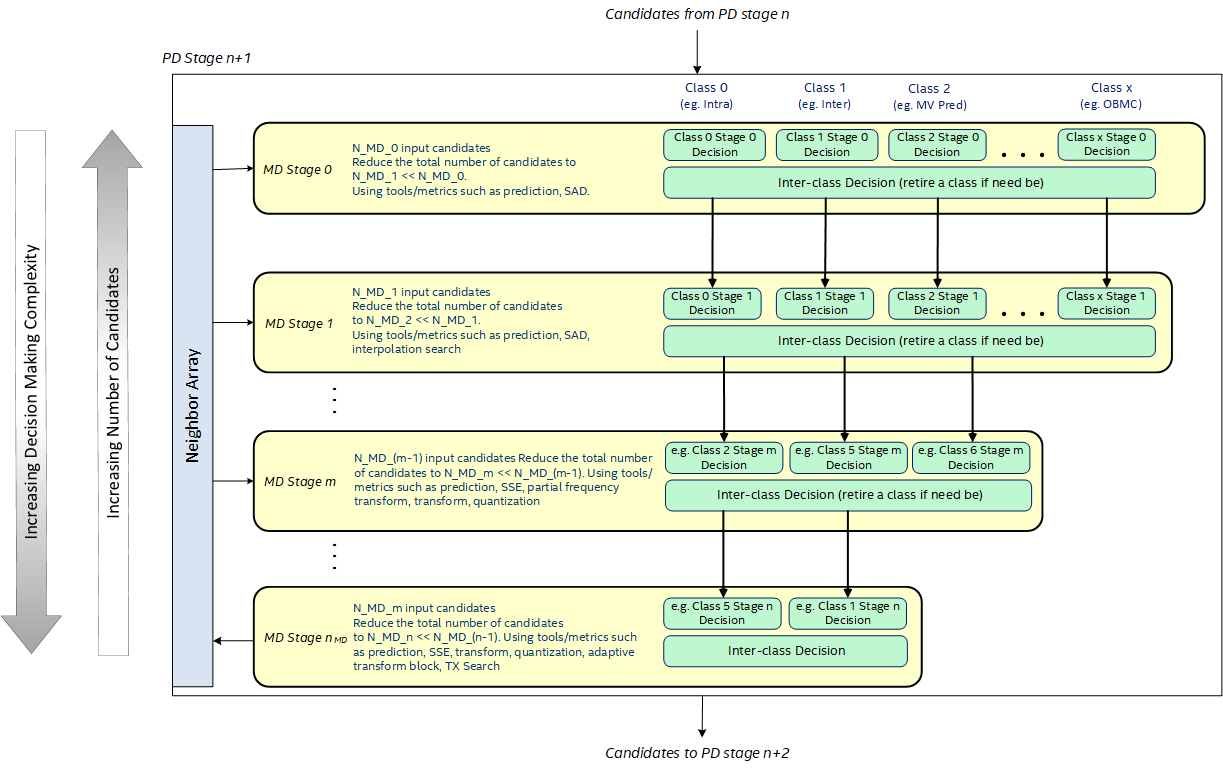 Candidates from PD stage n
PD Stage n+1
Class 0
(eg. Intra)
Class 1
(eg. Inter)
Class 2
(eg. MV Pred)
Class x
(eg. OBMC)
Increasing Decision Making Complexity
Increasing Number of Candidates
Neighbor Array
MD Stage 0
N_MD_0 input candidates
Reduce the total number of candidates to
N_MD_1 << N_MD_0.
Using tools/metrics such as prediction, SAD.
Class 0 Stage 0
Decision
Class 1 Stage 0
Decision
Class 2 Stage 0
Decision
. . .
Class x Stage 0
Decision
Inter-class Decision (retire a class if need be)
MD Stage 1
N_MD_1 input candidates
Reduce the total number of candidates
to N_MD_2 << N_MD_1.
Using tools/metrics such as prediction, SAD,
interpolation search
Class 0 Stage 1
Decision
Class 1 Stage 1
Decision
Class 2 Stage 1
Decision
. . .
Class x Stage 1
Decision
Inter-class Decision (retire a class if need be)
MD Stage m
N_MD_(m-1) input candidates Reduce the total number
of candidates to N_MD_m << N_MD_(m-1). Using tools/
metrics such as prediction, SSE, partial frequency
transform, transform, quantization
e.g. Class 2 Stage m
Decision
e.g. Class 5 Stage m
Decision
e.g. Class 6 Stage m
Decision
Inter-class Decision (retire a class if need be)
MD Stage n MD
N_MD_m input candidates
Reduce the total number of candidates
to N_MD_n << N_MD_(n-1). Using tools/metrics such
as prediction, SSE, transform, quantization, adaptive
transform block, TX Search
e.g. Class 5 Stage n
Decision
e.g. Class 1 Stage n
Decision
Inter-class Decision
Candidates to PD stage n+2